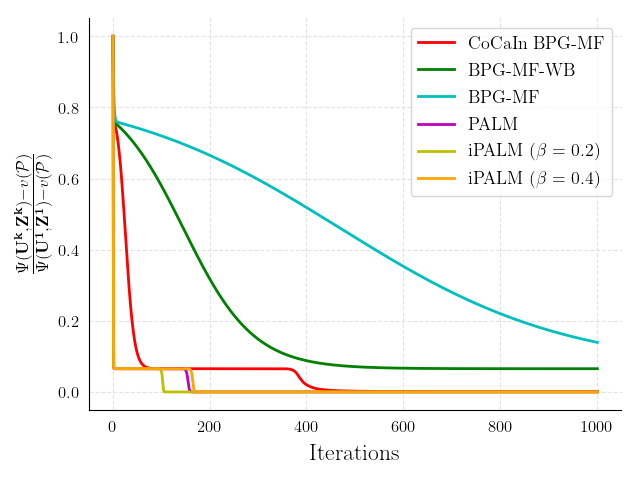 CoCaIn BPG-MF
BPG-MF-WB
BPG-MF
PALM
iPALM (β = 0.2)
iPALM (β = 0.4)
Ψ(U^k,Z^k)−v(𝒫)
Ψ(U^1,Z^1)−v(𝒫)
1.0
0.8
0.6
0.4
0.2
0.0
0 200 400 600 800 1000
Iterations